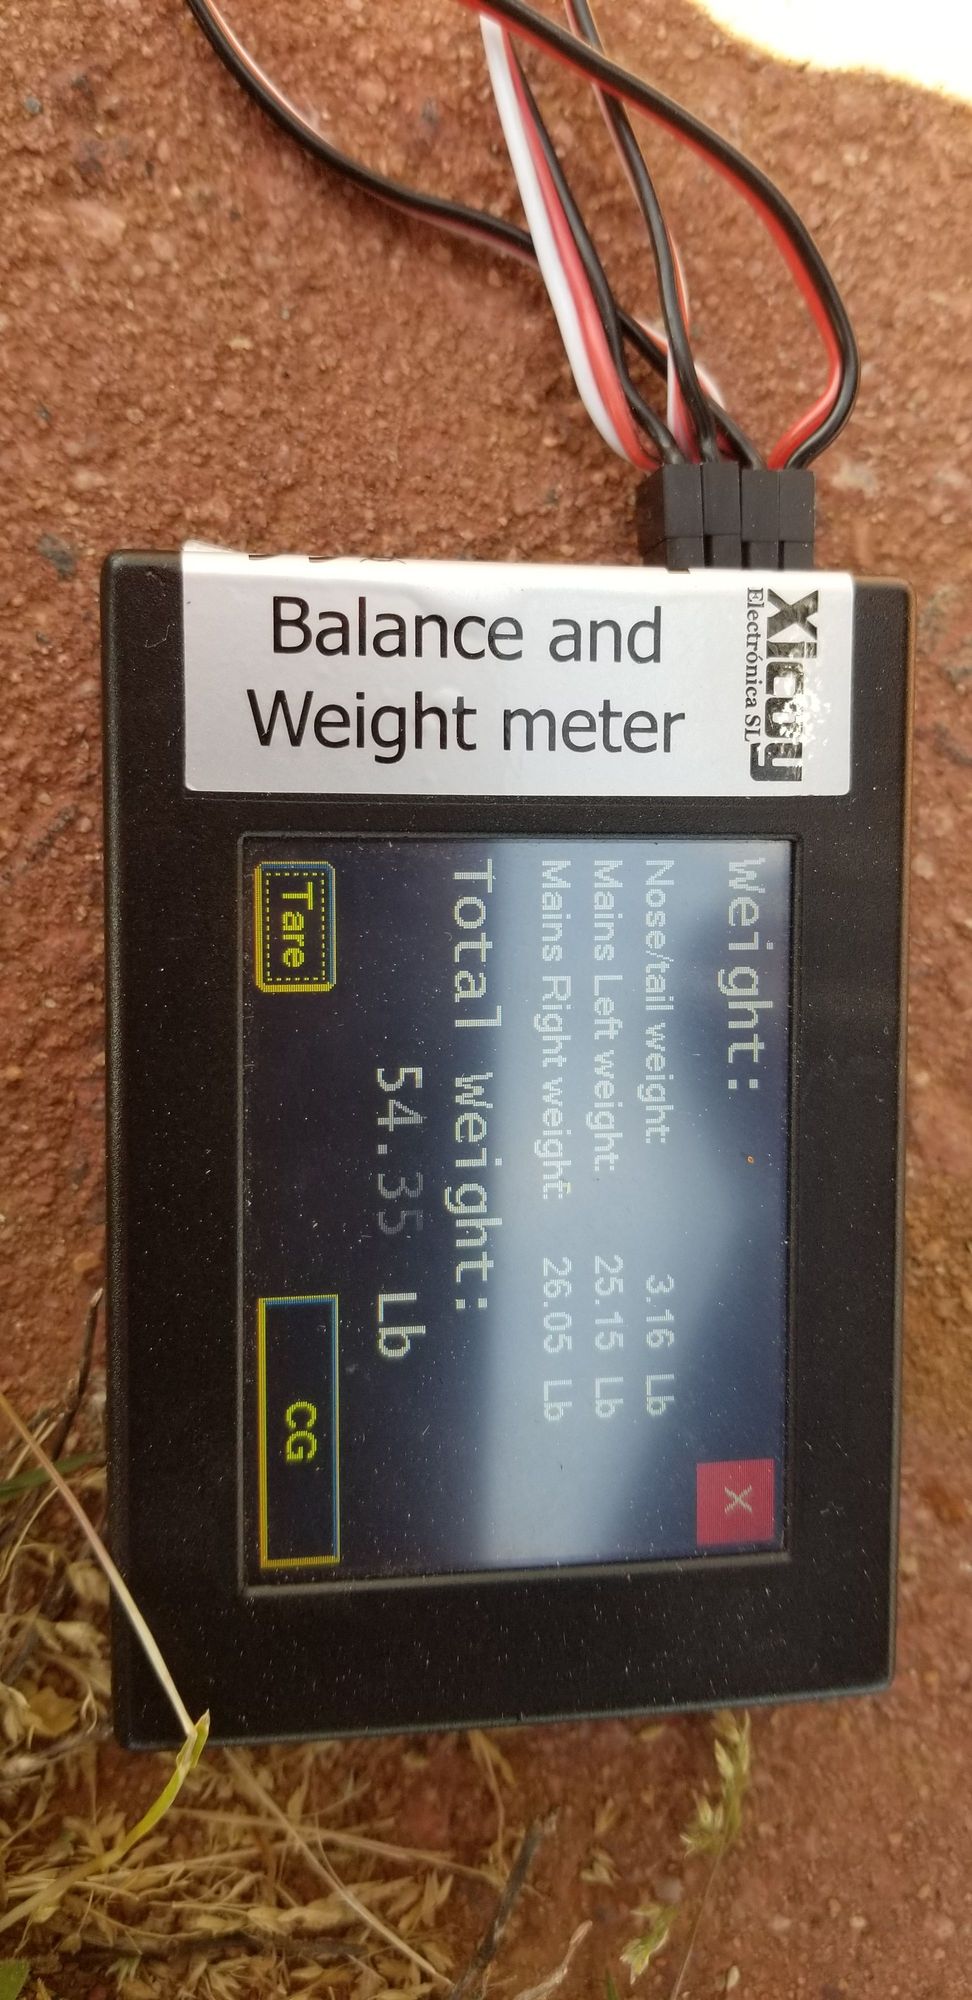 Balance and
Weight meter
Xicoy
Electrónica SL
Weight:
X
Nose/tail weight: 3.16 Lb
Mains Left weight: 25.15 Lb
Mains Right weight: 26.05 Lb
Total Weight:
54.35 Lb
Tare
CG